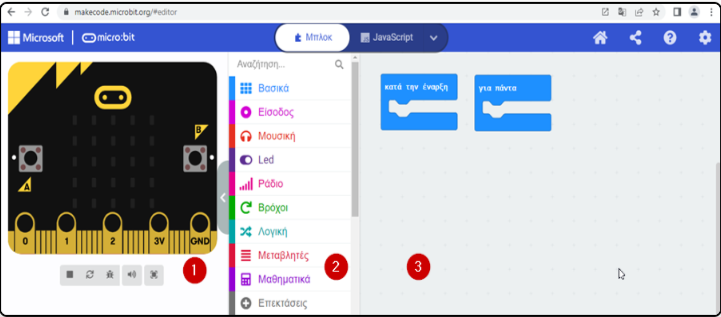 makecode.microbit.org/#editor
Microsoft micro:bit Μπλοκ JavaScript
Αναζήτηση...
Βασικά
Είσοδος
Μουσική
Led
Ράδιο
Βρόχοι
Λογική
Μεταβλητές
Μαθηματικά
Επεκτάσεις
κατά την έναρξη
για πάντα
B
A
0 1 2 3V GND
1
2
3